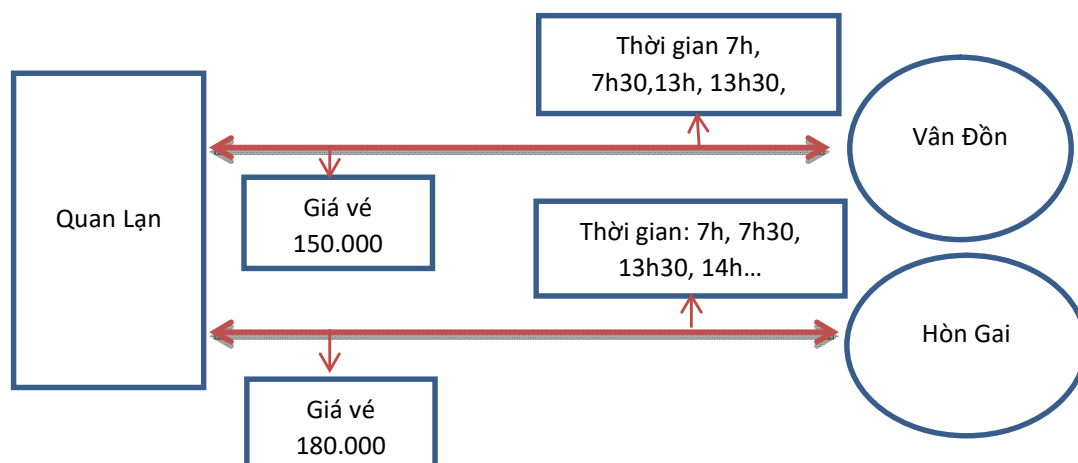 Thời gian 7h,
7h30,13h, 13h30,
Vân Đồn
Quan Lạn
Giá vé
150.000
Thời gian: 7h, 7h30,
13h30, 14h...
Hòn Gai
Giá vé
180.000